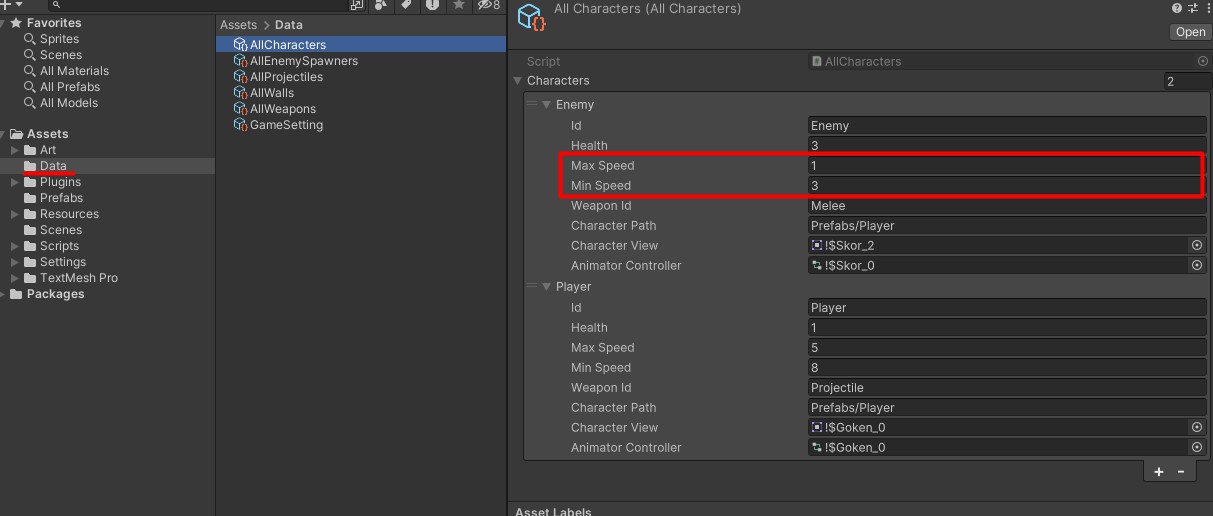 8
Favorites
Sprites
Scenes
All Materials
All Prefabs
All Models
Assets
Art
Data
Plugins
Prefabs
Resources
Scenes
Scripts
Settings
TextMesh Pro
Packages
Assets > Data
AllCharacters
AllEnemySpawners
AllProjectiles
AllWalls
AllWeapons
GameSetting
All Characters (All Characters)
Open
Script AllCharacters
Characters 2
Enemy
Id Enemy
Health 3
Max Speed 1
Min Speed 3
Weapon Id Melee
Character Path Prefabs/Player
Character View !$Skor_2
Animator Controller !$Skor_0
Player
Id Player
Health 1
Max Speed 5
Min Speed 8
Weapon Id Projectile
Character Path Prefabs/Player
Character View !$Goken_0
Animator Controller !$Goken_0
+ -
Asset Labels